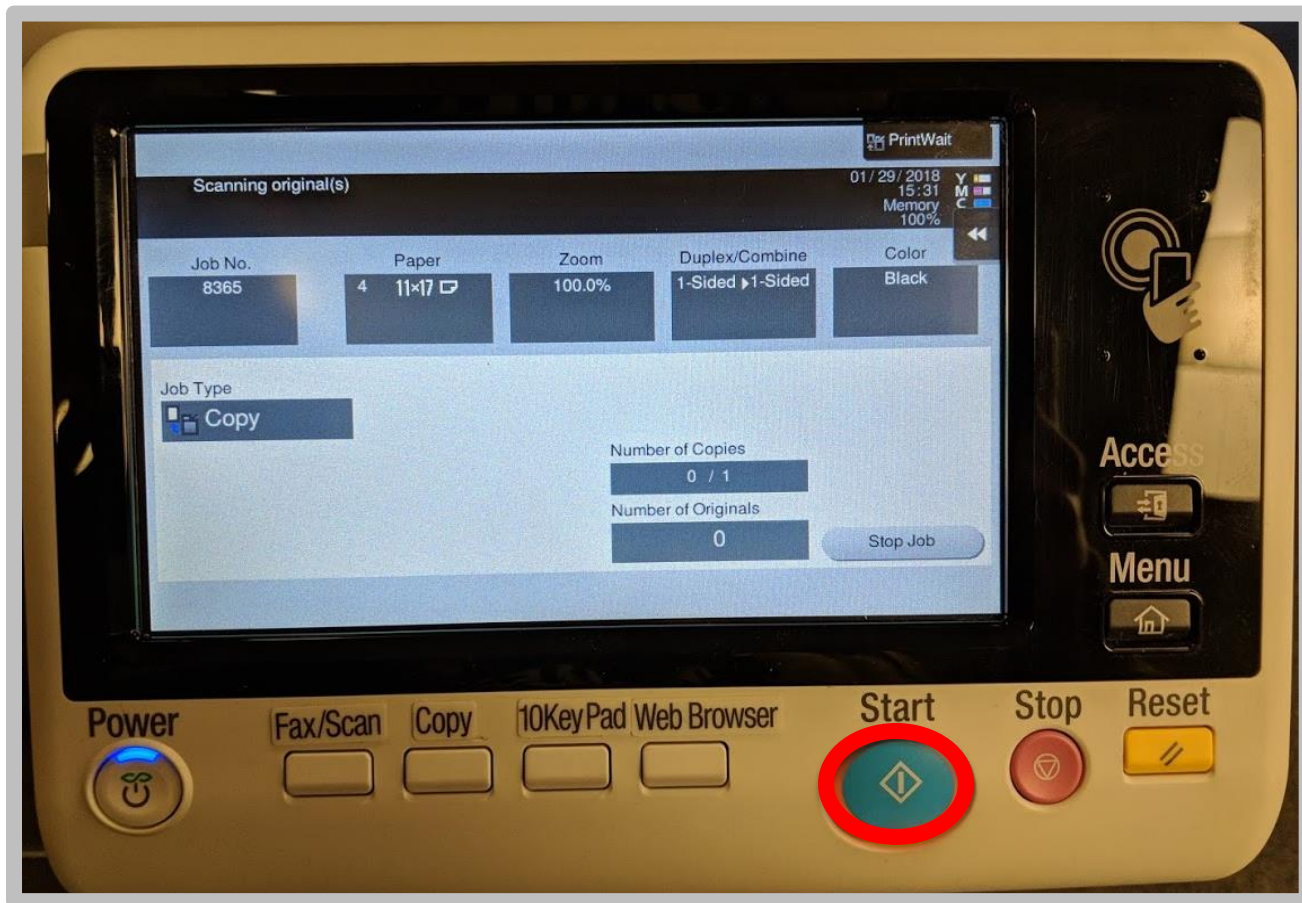 PrintWait
Scanning original(s)
01/29/2018
15:31
Memory
100%
Y
M
C
Job No.
Paper
Zoom
Duplex/Combine
Color
8365
4 11×17
100.0%
1-Sided ▶1-Sided
Black
Job Type
Copy
Number of Copies
0 / 1
Number of Originals
0
Stop Job
Access
Menu
Power
Fax/Scan
Copy
10KeyPad
Web Browser
Start
Stop
Reset